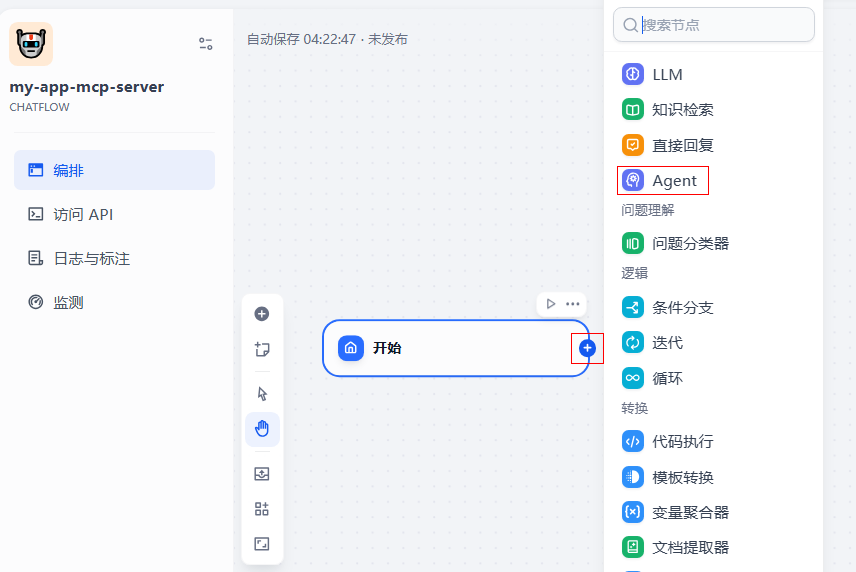 my-app-mcp-server
CHATFLOW
编排
访问 API
日志与标注
监测
自动保存 04:22:47 · 未发布
开始
搜索节点
LLM
知识检索
直接回复
Agent
问题理解
问题分类器
逻辑
条件分支
迭代
循环
转换
代码执行
模板转换
变量聚合器
文档提取器